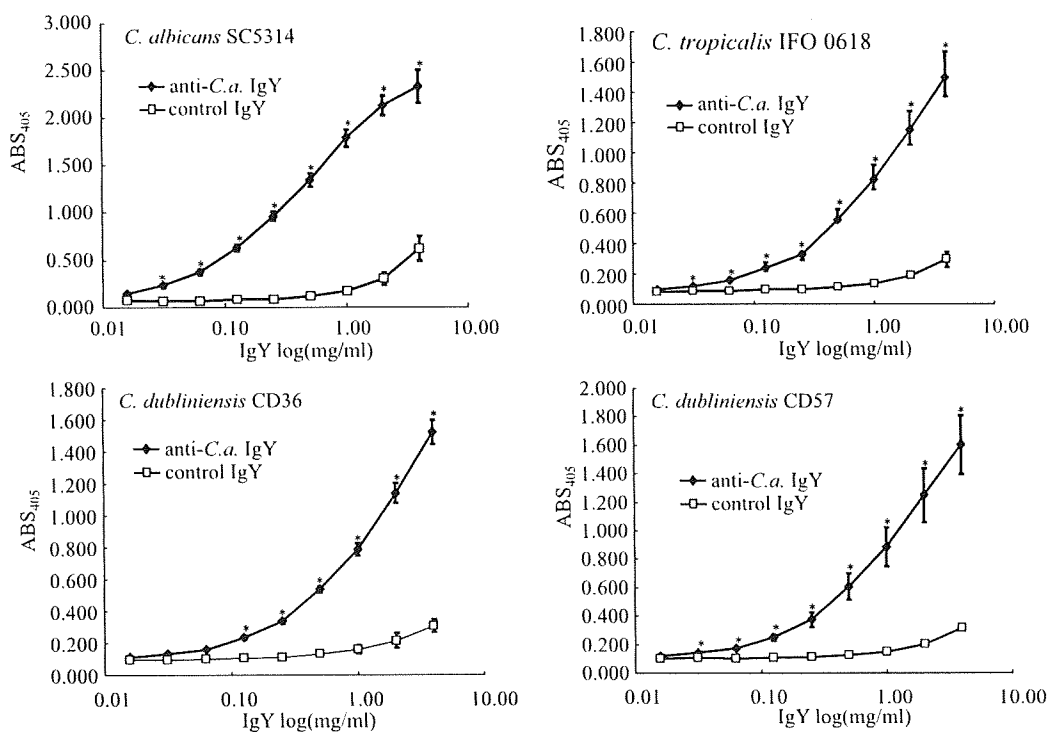 C. albicans SC5314
anti-C.a. IgY
control IgY
ABS405
3.000
2.500
2.000
1.500
1.000
0.500
0.000
0.01
0.10
1.00
10.00
IgY log(mg/ml)
C. tropicalis IFO 0618
anti-C.a. IgY
control IgY
ABS405
1.800
1.600
1.400
1.200
1.000
0.800
0.600
0.400
0.200
0.000
0.01
0.10
1.00
10.00
IgY log(mg/ml)
C. dubliniensis CD36
anti-C.a. IgY
control IgY
ABS405
1.800
1.600
1.400
1.200
1.000
0.800
0.600
0.400
0.200
0.000
0.01
0.10
1.00
10.00
IgY log(mg/ml)
C. dubliniensis CD57
anti-C.a. IgY
control IgY
ABS405
2.000
1.800
1.600
1.400
1.200
1.000
0.800
0.600
0.400
0.200
0.000
0.01
0.10
1.00
10.00
IgY log(mg/ml)